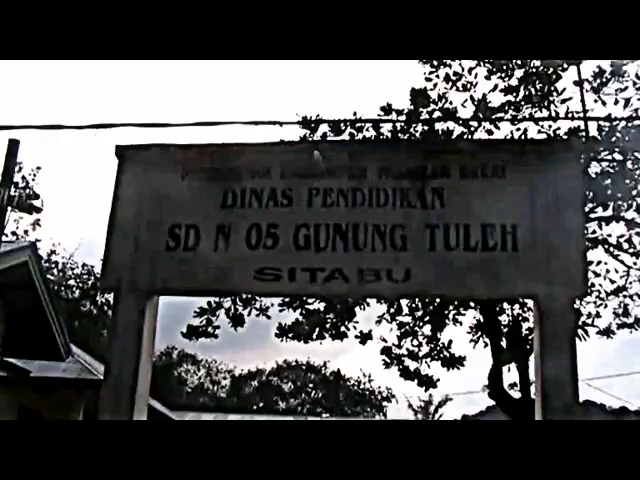 DINAS PENDIDIKAN
SD N 05 GUNUNG TULEH
SITABU